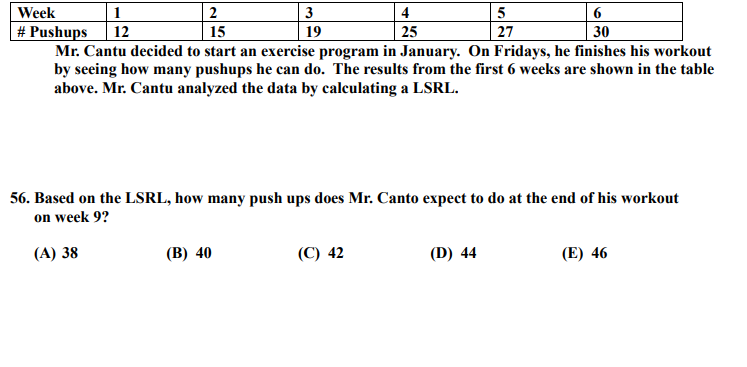 Week 1 2 3 4 5 6
# Pushups 12 15 19 25 27 30
Mr. Cantu decided to start an exercise program in January. On Fridays, he finishes his workout
by seeing how many pushups he can do. The results from the first 6 weeks are shown in the table
above. Mr. Cantu analyzed the data by calculating a LSRL.
56. Based on the LSRL, how many push ups does Mr. Canto expect to do at the end of his workout
on week 9?
(A) 38 (B) 40 (C) 42 (D) 44 (E) 46